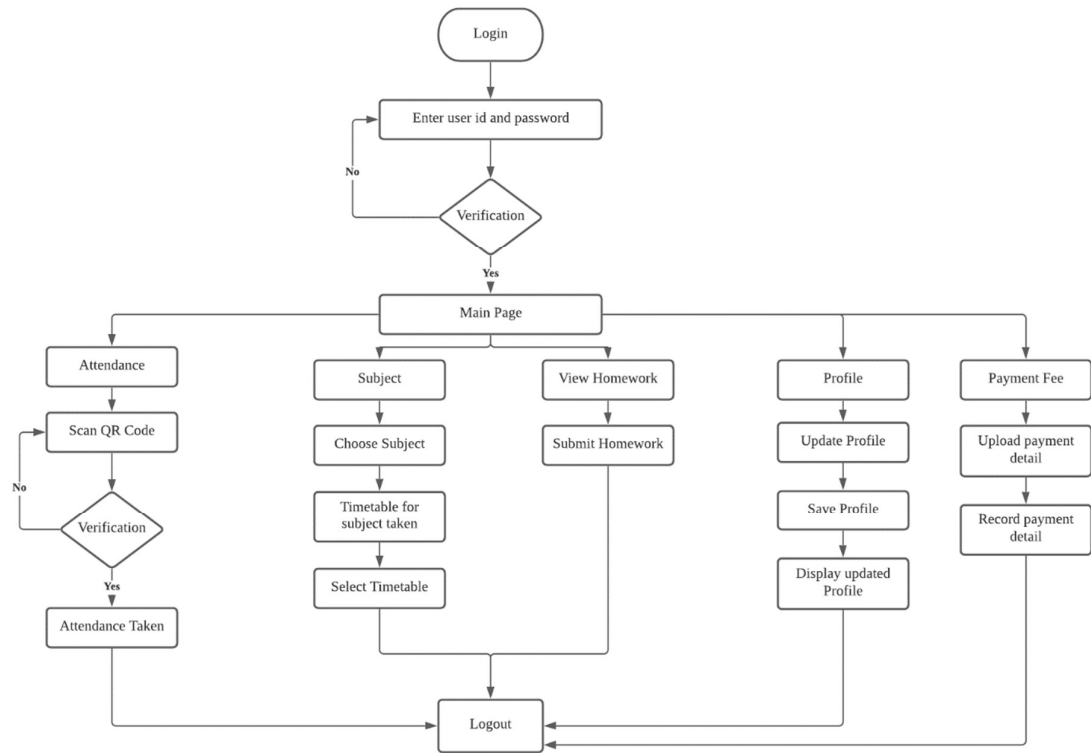 Login
Enter user id and password
No
Verification
Yes
Main Page
Attendance
Subject
View Homework
Profile
Payment Fee
Scan QR Code
Choose Subject
Submit Homework
Update Profile
Upload payment
detail
No
Verification
Timetable for
subject taken
Save Profile
Record payment
detail
Yes
Select Timetable
Display updated
Profile
Attendance Taken
Logout